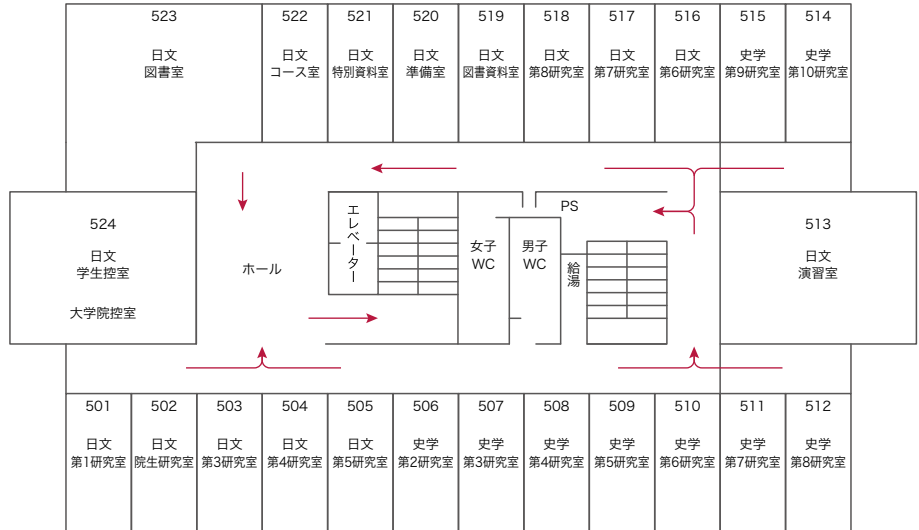 523
日文
図書室
522
日文
コース室
521
日文
特別資料室
520
日文
準備室
519
日文
図書資料室
518
日文
第8研究室
517
日文
第7研究室
516
日文
第6研究室
515
史学
第9研究室
514
史学
第10研究室
524
日文
学生控室
大学院控室
ホール
エレベーター
女子
WC
男子
WC
PS
給湯
513
日文
演習室
501
日文
第1研究室
502
日文
院生研究室
503
日文
第3研究室
504
日文
第4研究室
505
日文
第5研究室
506
史学
第2研究室
507
史学
第3研究室
508
史学
第4研究室
509
史学
第5研究室
510
史学
第6研究室
511
史学
第7研究室
512
史学
第8研究室